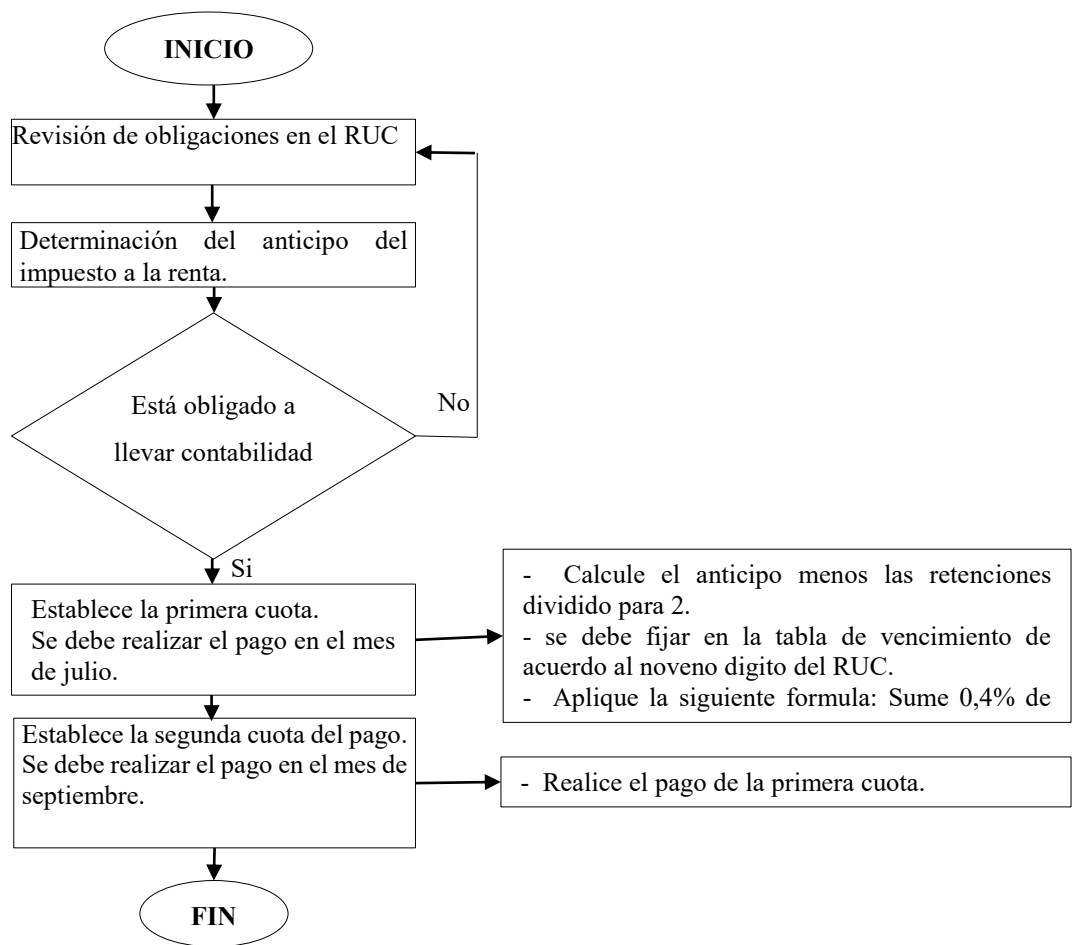 INICIO
Revisión de obligaciones en el RUC
Determinación del anticipo del
impuesto a la renta.
Está obligado a
llevar contabilidad
No
Si
Establece la primera cuota.
Se debe realizar el pago en el mes
de julio.
- Calcule el anticipo menos las retenciones
dividido para 2.
- se debe fijar en la tabla de vencimiento de
acuerdo al noveno digito del RUC.
- Aplique la siguiente formula: Sume 0,4% de
Establece la segunda cuota del pago.
Se debe realizar el pago en el mes de
septiembre.
- Realice el pago de la primera cuota.
FIN